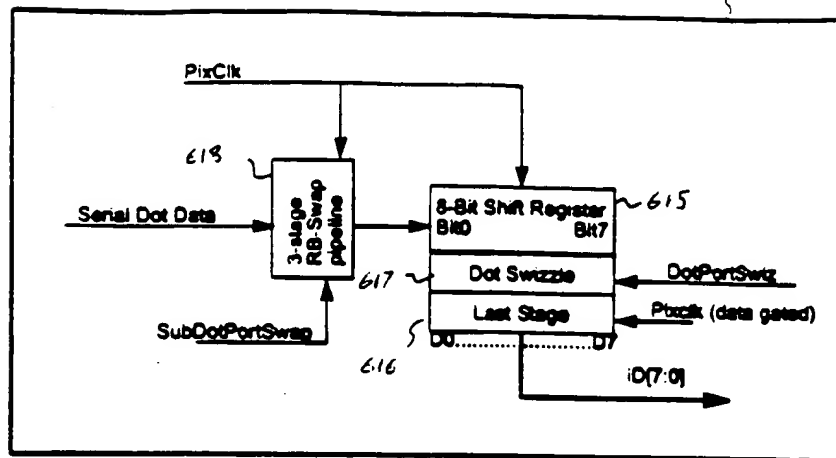 PixClk
618
3-stage
RB-Swap
pipeline
Serial Dot Data
SubDotPortSwap
8-Bit Shift Register
Bit0 Bit7
615
Dot Swizzle
617
DotPortSwiz
Last Stage
Pixclk (data gated)
616
D0..................D7
iD[7:0]